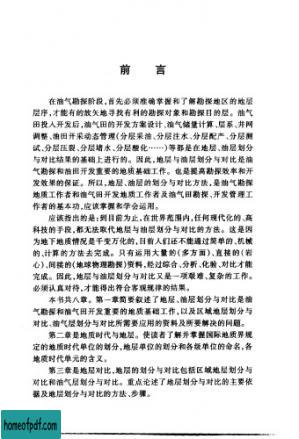 前 言
在油气勘探阶段,首先必须准确掌握和了解勘探地区的地层
层序,才能有的放矢地寻找有利的勘探对象和勘探目的层。油气
田投入开发后,油气田的开发方案设计、油气储量计算、层系、井网
调整、油田开采动态管理(分层采油、分层注水、分层配产、分层测
试、分层压裂、分层堵水、分层酸化……)等都是在地层、油层划分
与对比结果的基础上进行的。因此,地层与油层划分与对比是油气
勘探和油田开发重要的地质基础工作。也是提高勘探效率和开
发效果的保证。所以,地层、油层的划分与对比方法,是油气勘探
地质工作者和油气田开发地质工作者及油气田勘探、开发管理工
作者的基本功,应该掌握和学会运用。
应该指出的是:到目前为止,在世界范围内,任何现代化的、高
科技的手段,都无法取代地层与油层划分与对比的方法。这是因
为地下地质情况是千变万化的,目前人们还不能通过简单的、机械
的、计算的方法去完成。只有运用大量的(多方面)、直接的(岩
心)、间接的(地球物理勘探)资料,经过综合、分析、化验、对比才能
完成。因此,地层与油层划分与对比又是一项艰难、复杂的工作。
必须认真对待,才能得出符合客观规律的结果。
本书共八章。第一章简要叙述了地层、油层划分与对比是油气
勘探和油气田开发重要的地质基础工作,以及区域地层划分与
对比、油气层划分与对比所需要应用的资料及所要解决的问题。
第二章是地质时代与地层。使读者了解并掌握国际地质界规
定的地质时代单位的划分,地层单位的划分和各级单位的命名,各
地质时代单元的含义。
第三章是地层对比,地层的划分与对比包括区域地层划分与
对比和油气层划分与对比。重点论述了地层划分与对比的主要依
据及地层划分与对比的方法、步骤。
homeofpdf.com